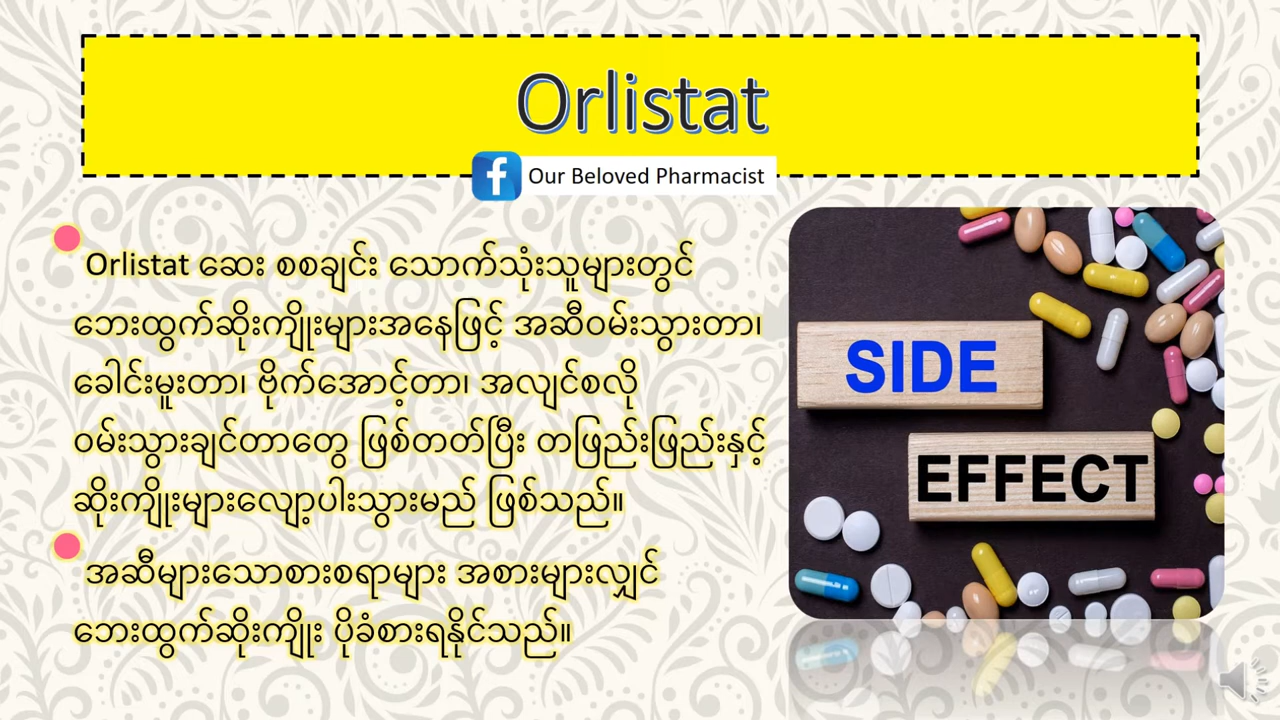 Orlistat
Our Beloved Pharmacist
Orlistat ဆေး စစချင်း သောက်သုံးသူများတွင်
ဘေးထွက်ဆိုးကျိုးများအနေဖြင့် အဆီဝမ်းသွားတာ၊
ခေါင်းမူးတာ၊ ဗိုက်အောင့်တာ၊ အလျင်စလို
ဝမ်းသွားချင်တာတွေ ဖြစ်တတ်ပြီး တဖြည်းဖြည်းနှင့်
ဆိုးကျိုးများလျော့ပါးသွားမည် ဖြစ်သည်။
အဆီများသောစားစရာများ အစားများလျှင်
ဘေးထွက်ဆိုးကျိုး ပိုခံစားရနိုင်သည်။
SIDE
EFFECT